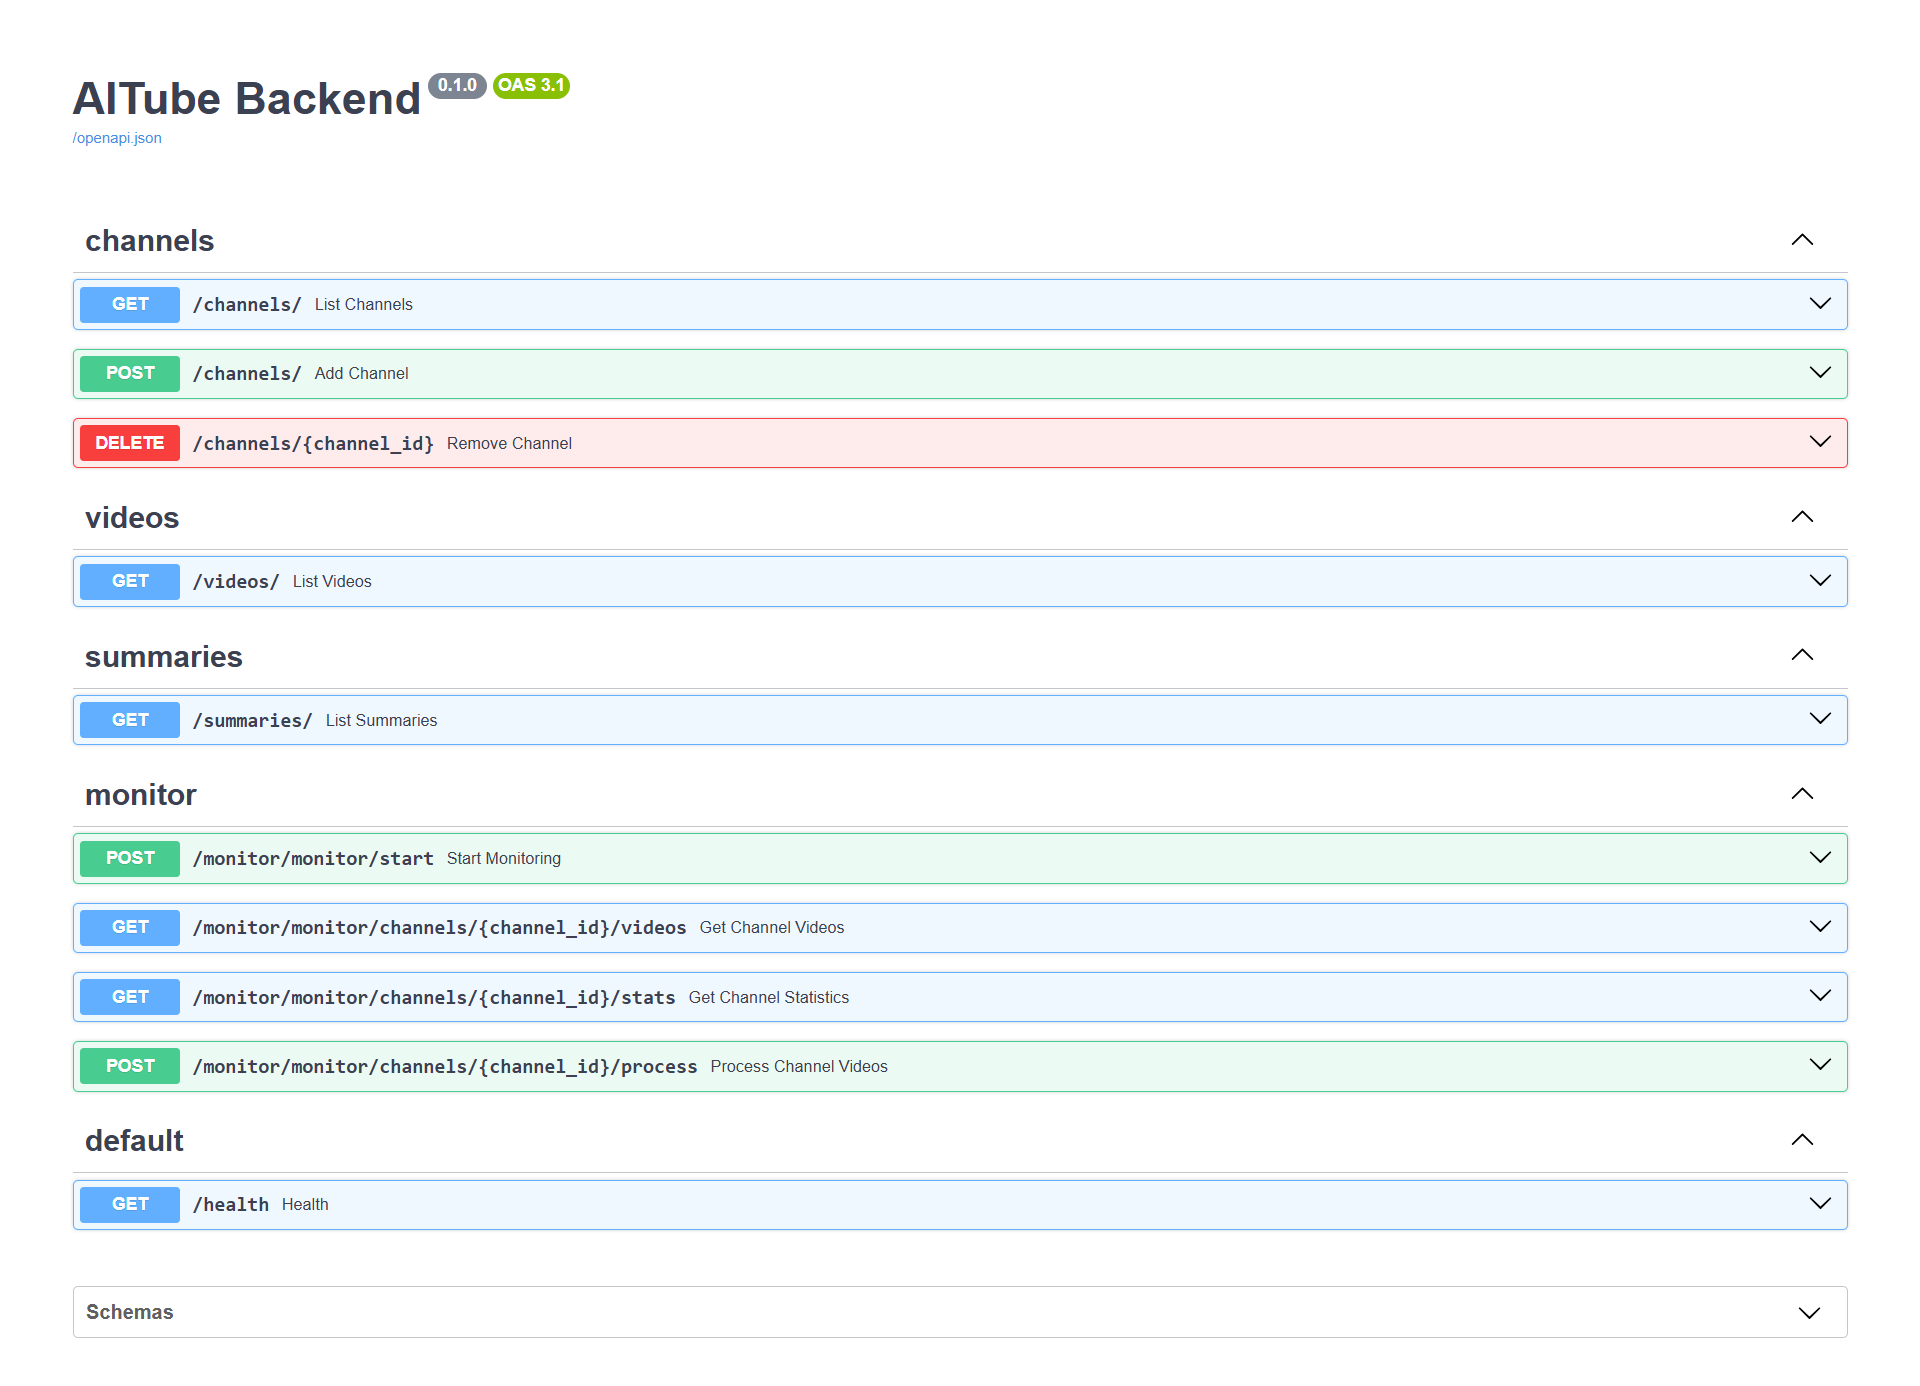 AITube Backend 0.1.0 OAS 3.1
/openapi.json
channels
GET /channels/ List Channels
POST /channels/ Add Channel
DELETE /channels/{channel_id} Remove Channel
videos
GET /videos/ List Videos
summaries
GET /summaries/ List Summaries
monitor
POST /monitor/monitor/start Start Monitoring
GET /monitor/monitor/channels/{channel_id}/videos Get Channel Videos
GET /monitor/monitor/channels/{channel_id}/stats Get Channel Statistics
POST /monitor/monitor/channels/{channel_id}/process Process Channel Videos
default
GET /health Health
Schemas